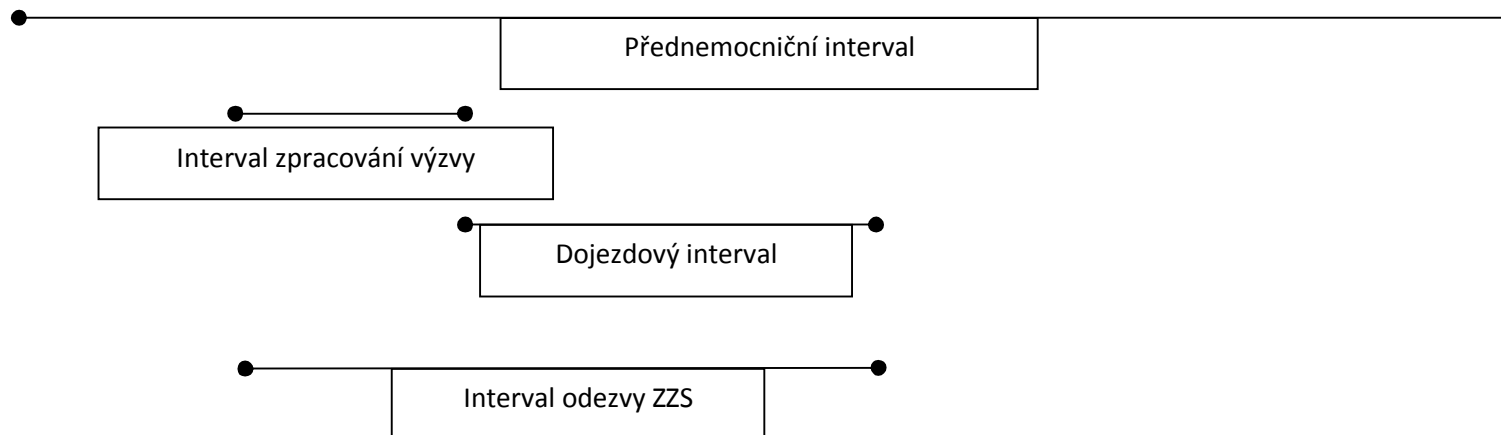 Přednemocniční interval
Interval zpracování výzvy
Dojezdový interval
Interval odezvy ZZS